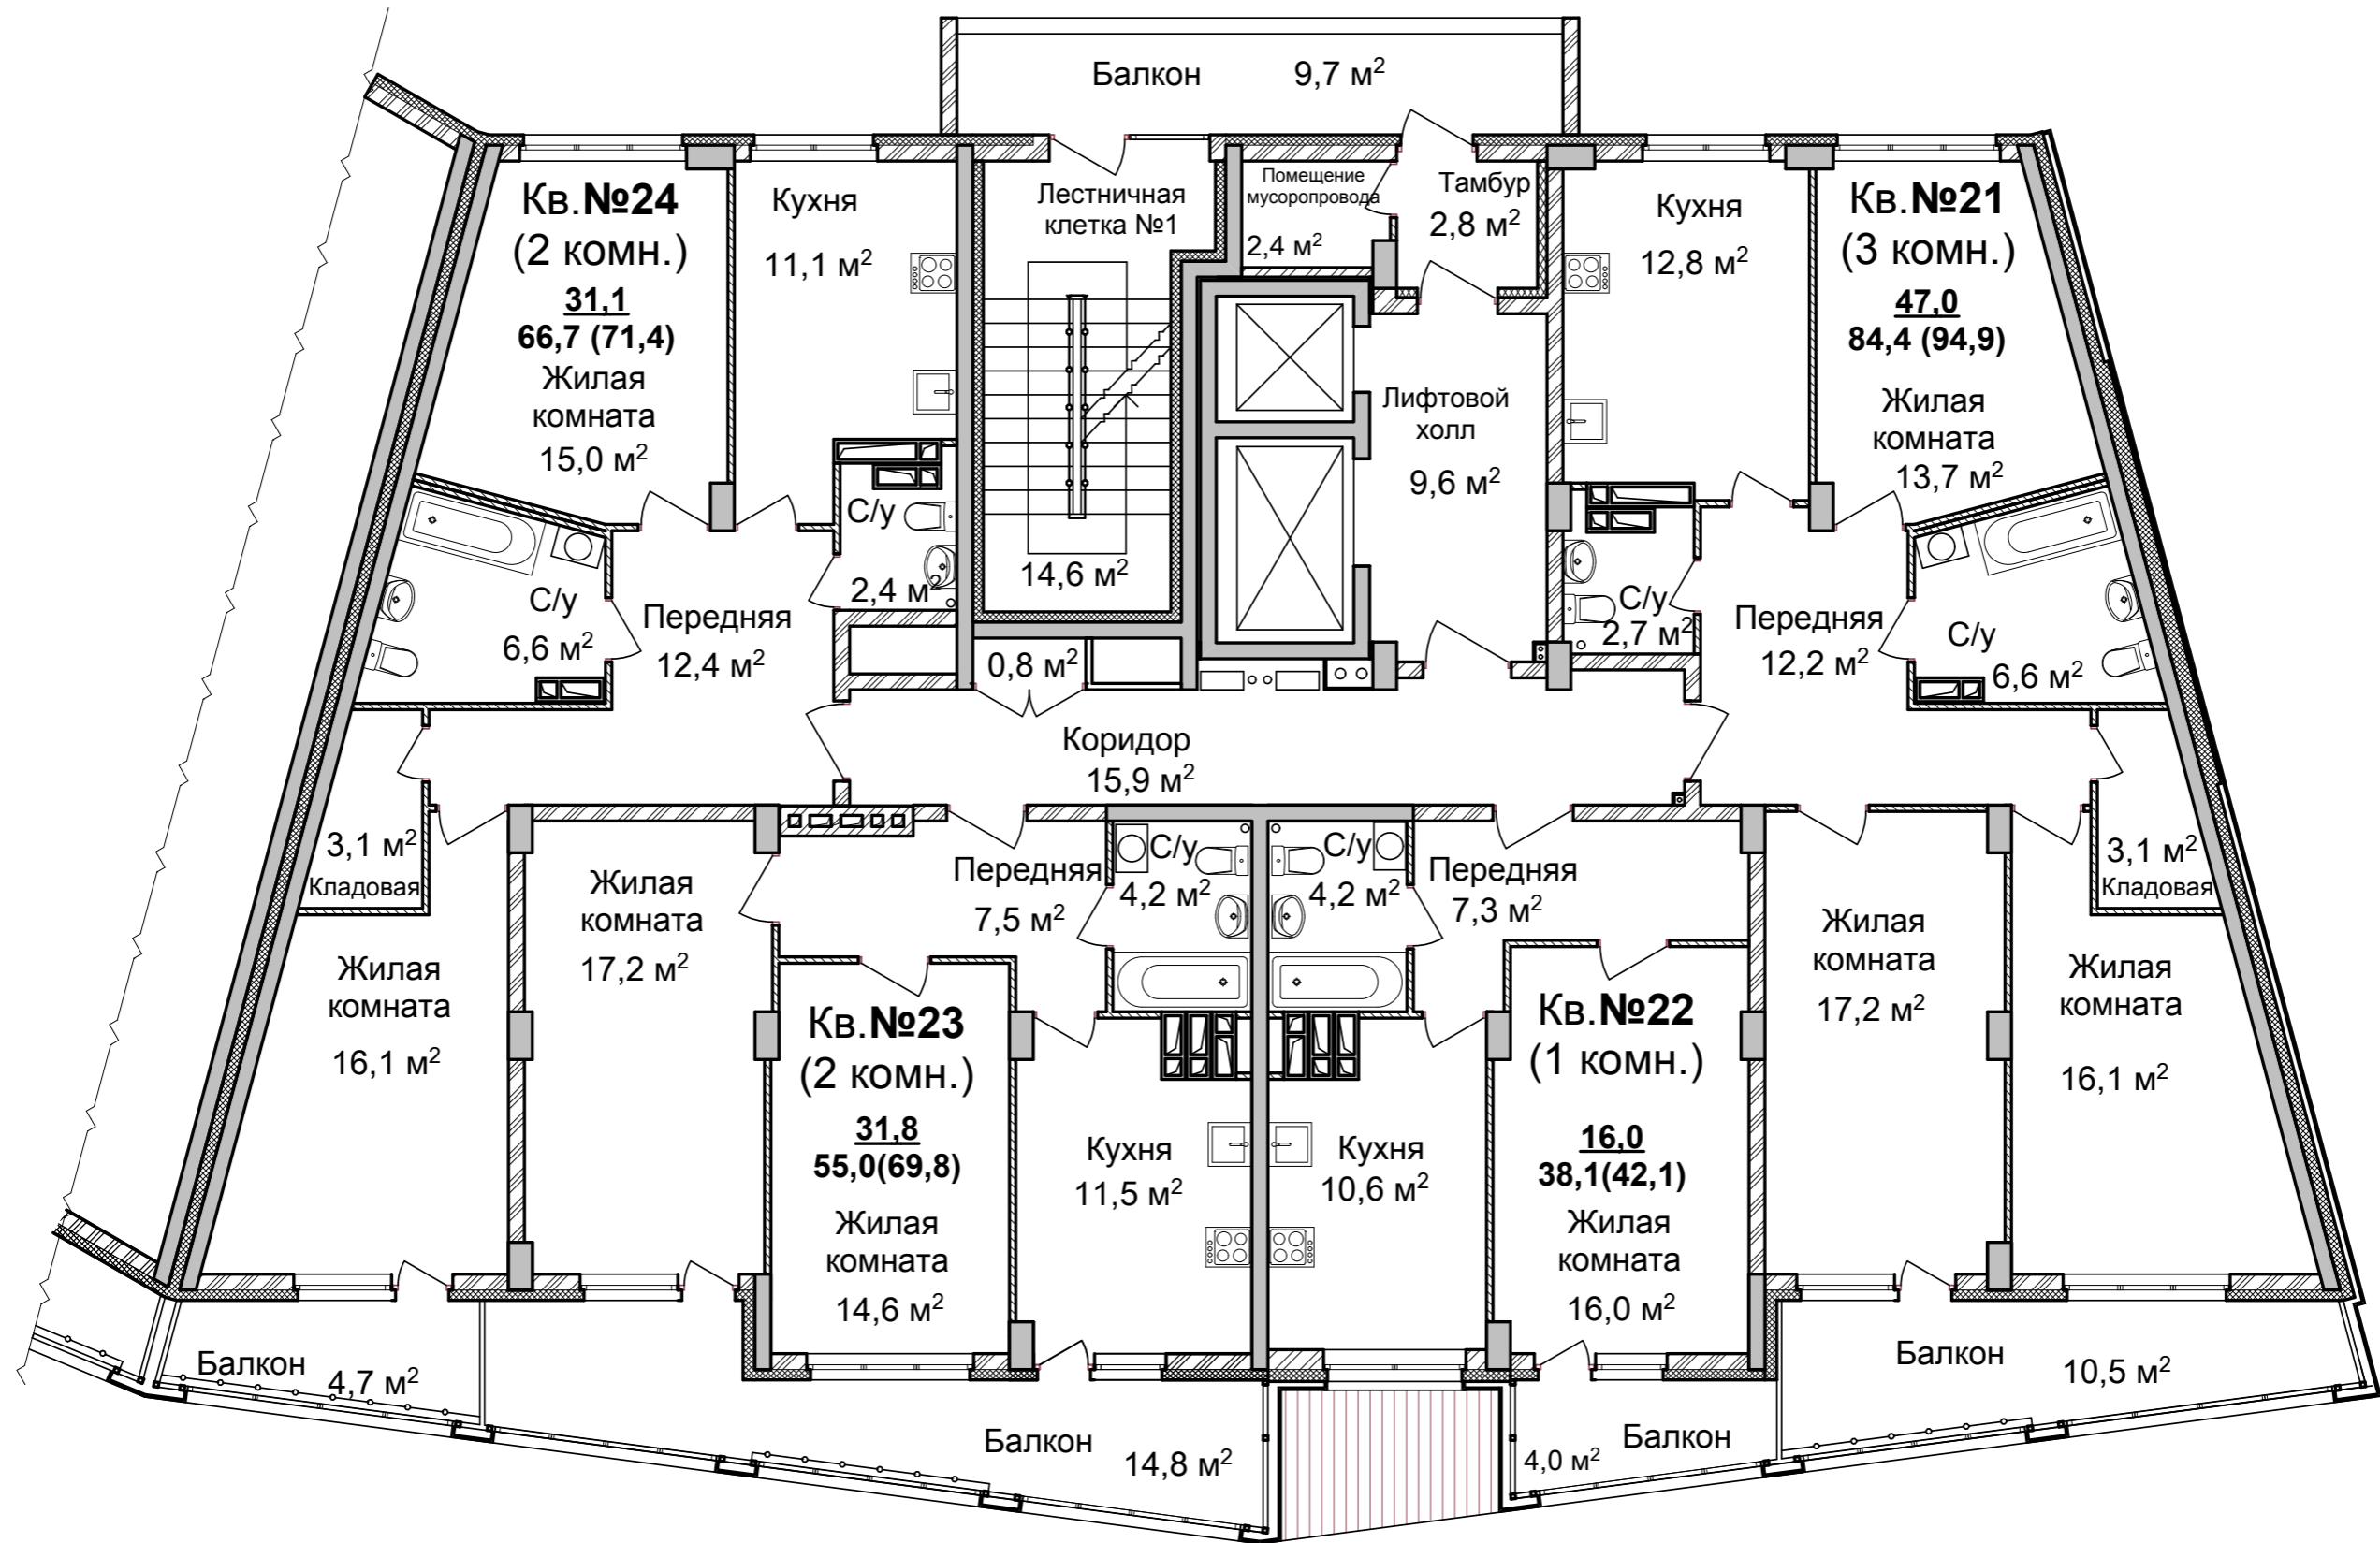 Балкон 9,7 м²
Кв.№24
(2 комн.)
31,1
66,7 (71,4)
Жилая
комната
15,0 м²
Кухня
11,1 м²
Лестничная
клетка №1
14,6 м²
Помещение
мусоропровода
2,4 м²
Тамбур
2,8 м²
Лифтовой
холл
9,6 м²
Кухня
12,8 м²
Кв.№21
(3 комн.)
47,0
84,4 (94,9)
Жилая
комната
13,7 м²
С/у
2,4 м²
С/у
6,6 м²
Передняя
12,4 м²
0,8 м²
С/у
2,7 м²
Передняя
12,2 м²
С/у
6,6 м²
Коридор
15,9 м²
3,1 м²
Кладовая
Жилая
комната
16,1 м²
Жилая
комната
17,2 м²
Передняя
7,5 м²
С/у
4,2 м²
С/у
4,2 м²
Передняя
7,3 м²
Кв.№23
(2 комн.)
31,8
55,0(69,8)
Жилая
комната
14,6 м²
Кухня
11,5 м²
Кухня
10,6 м²
Кв.№22
(1 комн.)
16,0
38,1(42,1)
Жилая
комната
16,0 м²
Жилая
комната
17,2 м²
3,1 м²
Кладовая
Жилая
комната
16,1 м²
Балкон
4,7 м²
Балкон
14,8 м²
Балкон
4,0 м²
Балкон
10,5 м²